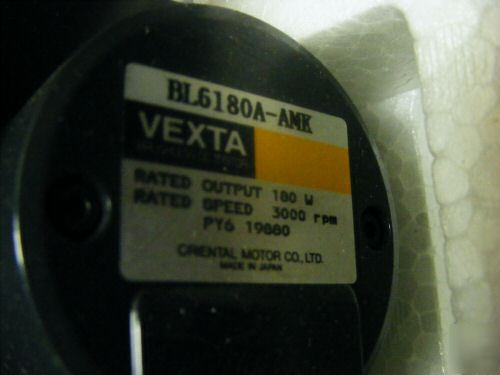 BL6180A-AMK
VEXTA
RATED OUTPUT 180 W
RATED SPEED 3000 rpm
PY6 19880
ORIENTAL MOTOR CO., LTD.
MADE IN JAPAN